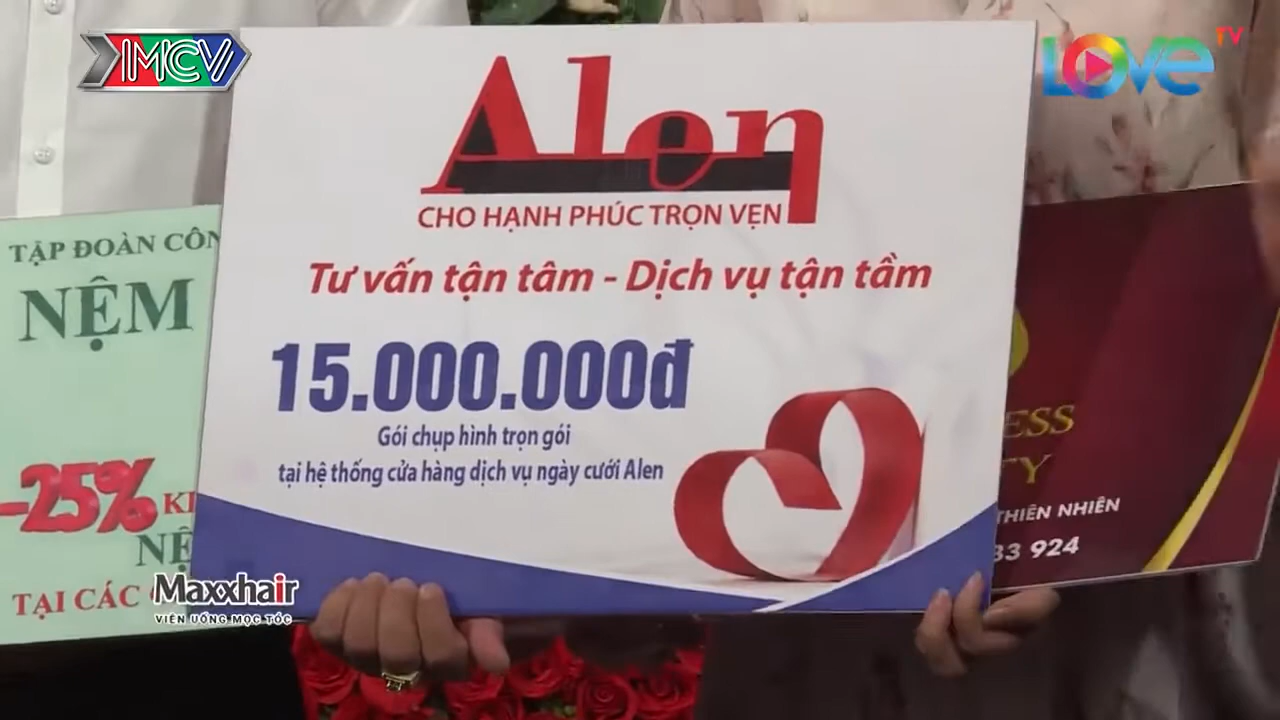 MCV
LOVE TV
Alen
CHO HẠNH PHÚC TRỌN VẸN
Tư vấn tận tâm - Dịch vụ tận tầm
15.000.000đ
Gói chụp hình trọn gói
tại hệ thống cửa hàng dịch vụ ngày cưới Alen
TẬP ĐOÀN
NỆM
-25%
TẠI CÁC
THIÊN NHIÊN
33 924
Maxxhair
VIÊN UỐNG MỌC TÓC